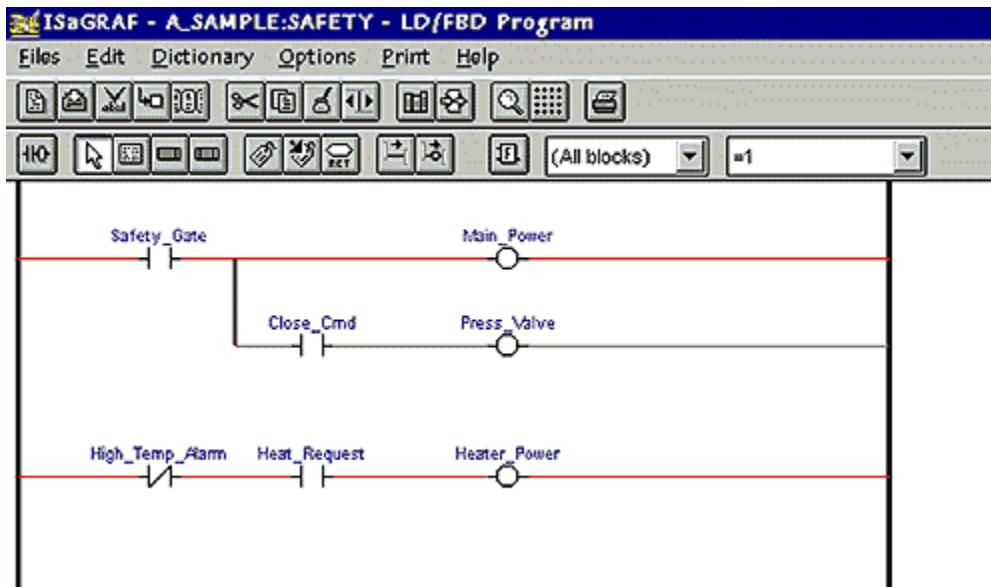 ISaGRAF - A_SAMPLE:SAFETY - LD/FBD Program
Files Edit Dictionary Options Print Help
(All blocks) =1
Safety_Gate Main_Power
Close_Cmd Press_Valve
High_Temp_Alarm Heat_Request Heater_Power